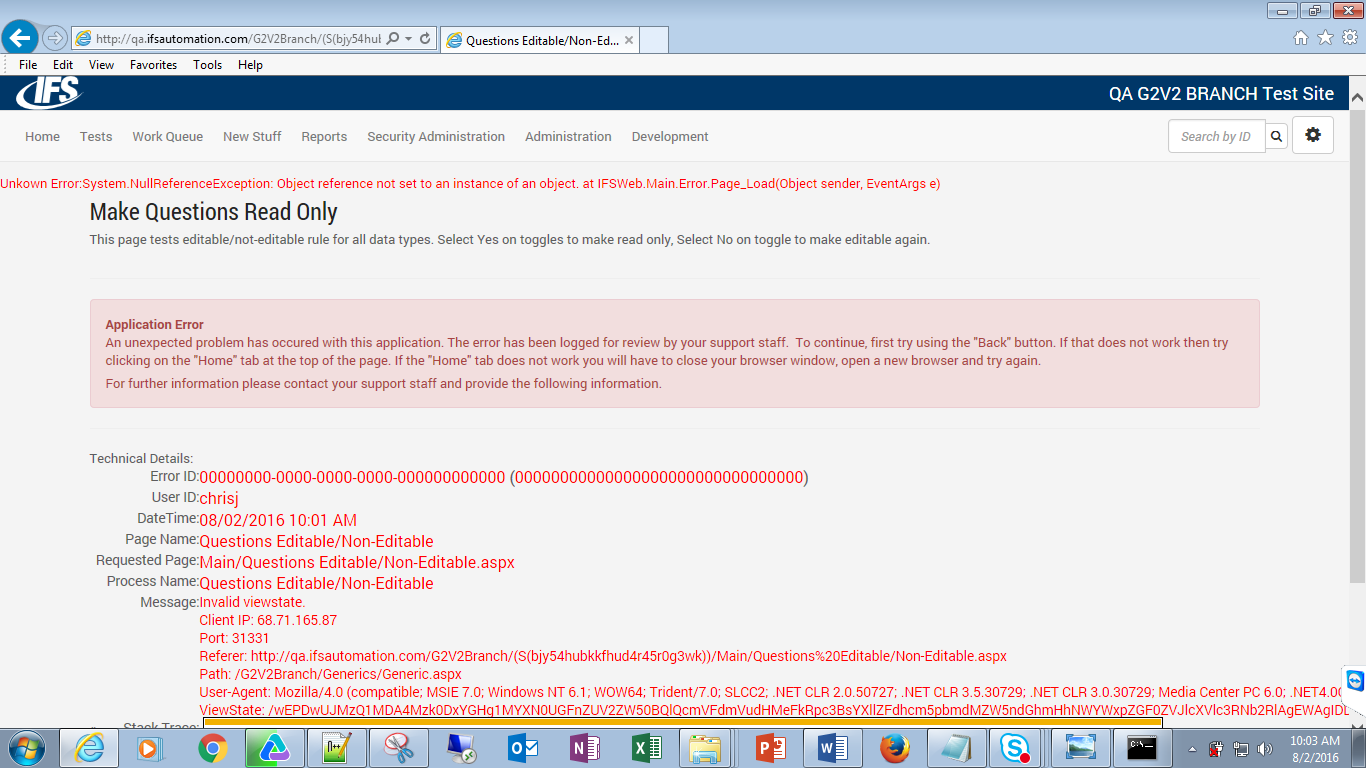 http://qa.ifsautomation.com/G2V2Branch/(S(bjy54hul
Questions Editable/Non-Ed...
File Edit View Favorites Tools Help
IFS
QA G2V2 BRANCH Test Site
Home Tests Work Queue New Stuff Reports Security Administration Administration Development
Search by ID
Unkown Error:System.NullReferenceException: Object reference not set to an instance of an object. at IFSWeb.Main.Error.Page_Load(Object sender, EventArgs e)
Make Questions Read Only
This page tests editable/not-editable rule for all data types. Select Yes on toggles to make read only, Select No on toggle to make editable again.
Application Error
An unexpected problem has occured with this application. The error has been logged for review by your support staff. To continue, first try using the "Back" button. If that does not work then try
clicking on the "Home" tab at the top of the page. If the "Home" tab does not work you will have to close your browser window, open a new browser and try again.
For further information please contact your support staff and provide the following information.
Technical Details:
Error ID:00000000-0000-0000-0000-000000000000 (00000000000000000000000000000000)
User ID:chrisj
DateTime:08/02/2016 10:01 AM
Page Name:Questions Editable/Non-Editable
Requested Page:Main/Questions Editable/Non-Editable.aspx
Process Name:Questions Editable/Non-Editable
Message:Invalid viewstate.
Client IP: 68.71.165.87
Port: 31331
Referer: http://qa.ifsautomation.com/G2V2Branch/(S(bjy54hubkkfhud4r45r0g3wk))/Main/Questions%20Editable/Non-Editable.aspx
Path: /G2V2Branch/Generics/Generic.aspx
User-Agent: Mozilla/4.0 (compatible; MSIE 7.0; Windows NT 6.1; WOW64; Trident/7.0; SLCC2; .NET CLR 2.0.50727; .NET CLR 3.5.30729; .NET CLR 3.0.30729; Media Center PC 6.0; .NET4.0C
ViewState:
Stack Trace:
10:03 AM
8/2/2016